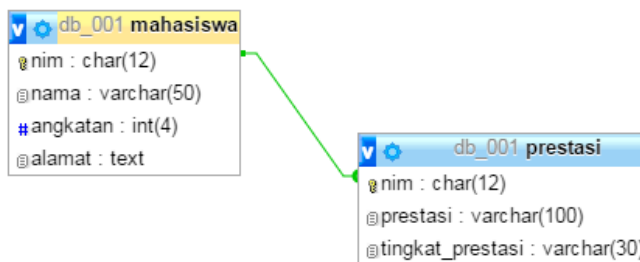 v db_001 mahasiswa
nim : char(12)
nama : varchar(50)
# angkatan : int(4)
alamat : text
v db_001 prestasi
nim : char(12)
prestasi : varchar(100)
tingkat_prestasi : varchar(30)